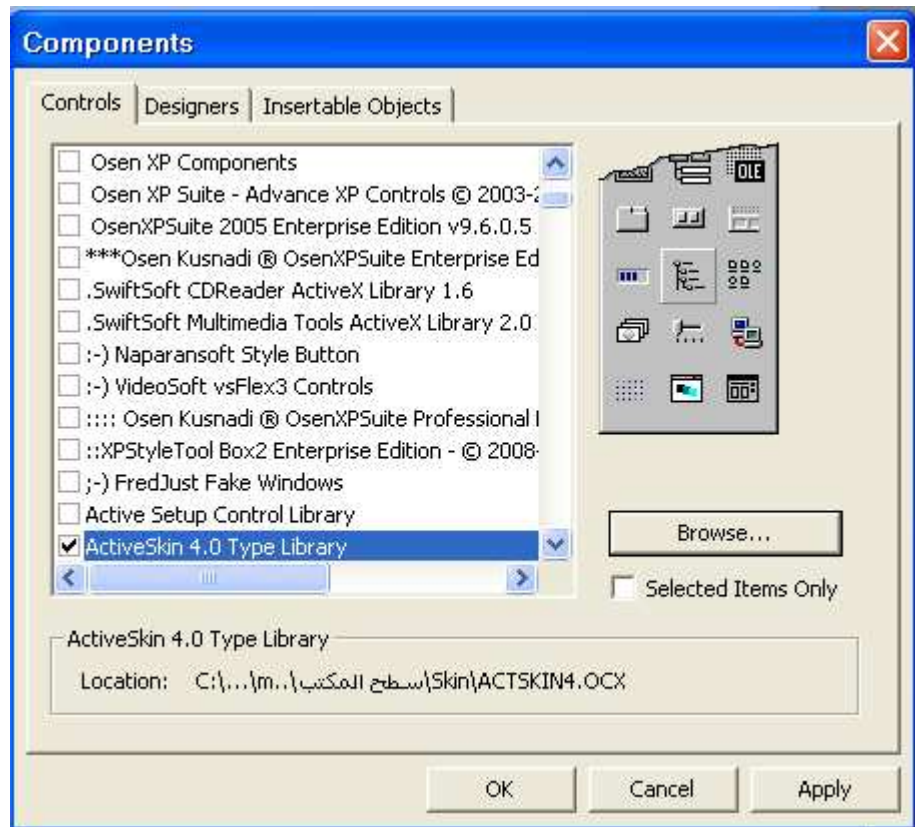 Components
Controls Designers Insertable Objects
Osen XP Components
Osen XP Suite - Advance XP Controls © 2003-
OsenXPSuite 2005 Enterprise Edition v9.6.0.5
***Osen Kusnadi ® OsenXPSuite Enterprise Ed
.SwiftSoft CDReader ActiveX Library 1.6
.SwiftSoft Multimedia Tools ActiveX Library 2.0
:-) Naparansoft Style Button
:-) VideoSoft vsFlex3 Controls
:::: Osen Kusnadi ® OsenXPSuite Professional
::XPStyleTool Box2 Enterprise Edition - © 2008-
;-) FredJust Fake Windows
Active Setup Control Library
ActiveSkin 4.0 Type Library
OLE
Browse...
Selected Items Only
ActiveSkin 4.0 Type Library
Location: C:\...\m..\سطح المكتب\Skin\ACTSKIN4.OCX
OK Cancel Apply